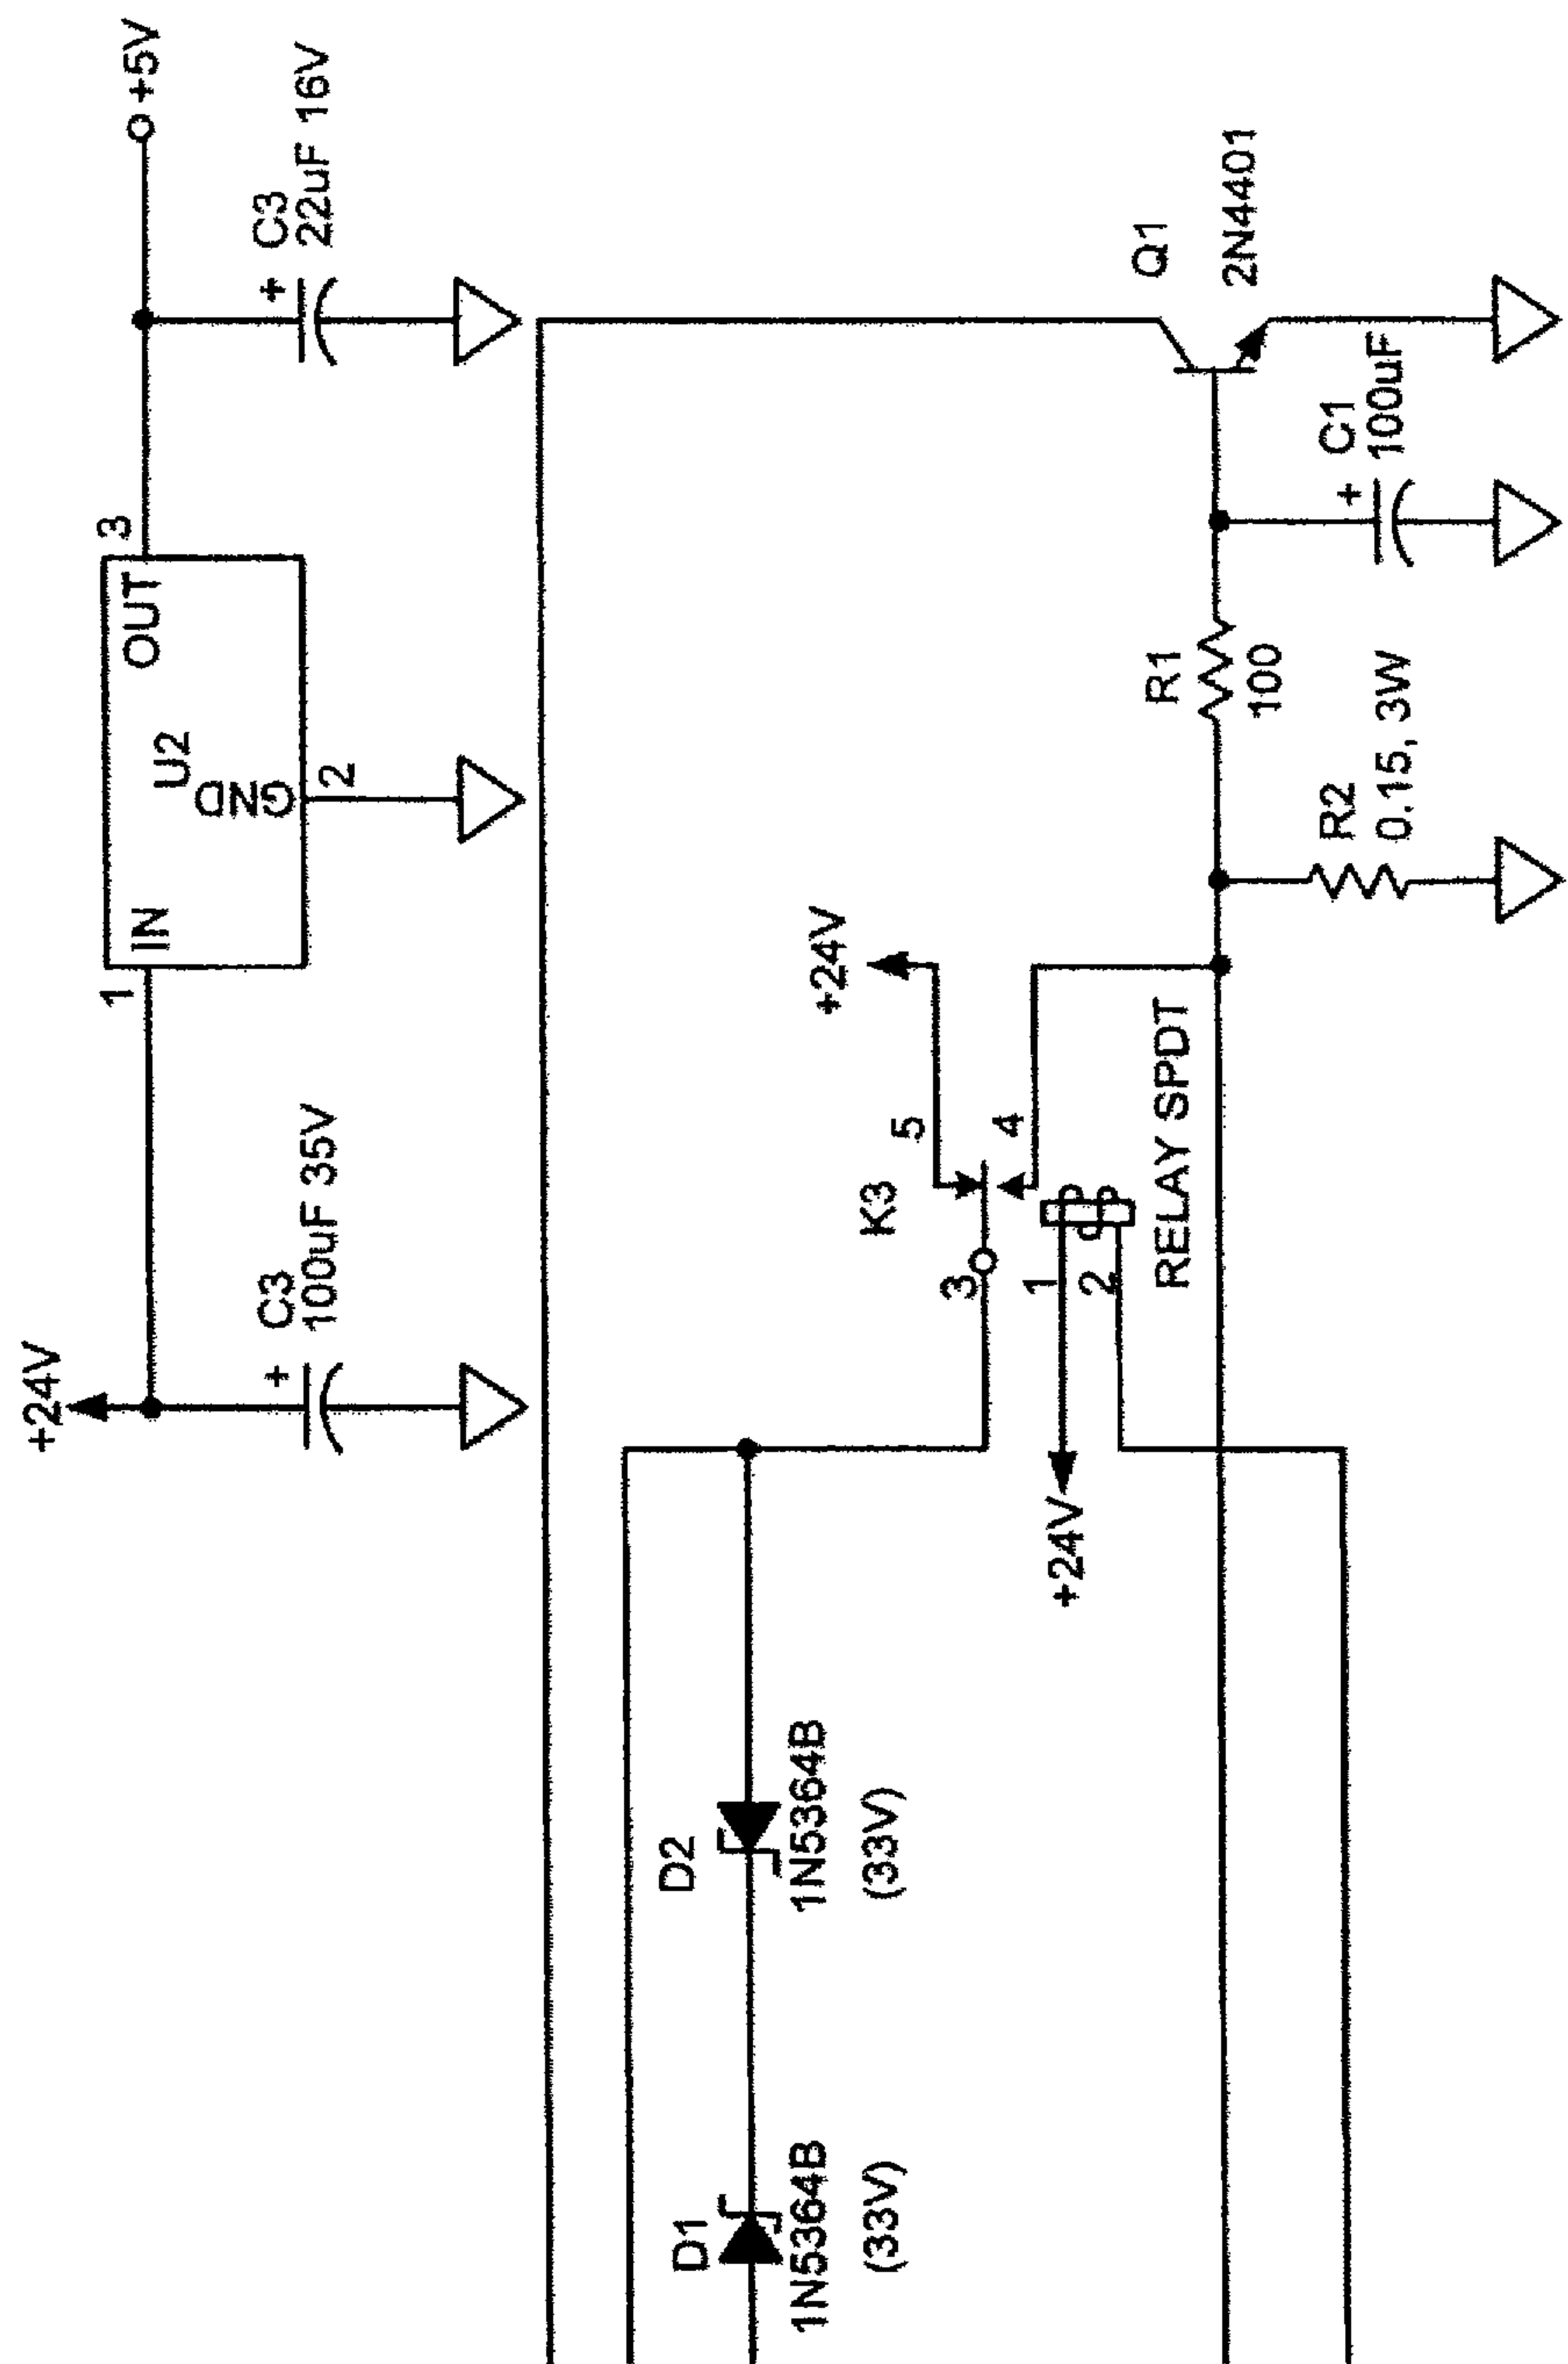 +24V
C3
100uF 35V
1
IN
U2
GND
2
OUT
3
+5V
C3
22uF 16V
D1
1N5364B
(33V)
D2
1N5364B
(33V)
+24V
K3
3
5
4
1
2
+24V
RELAY SPDT
R2
0.15, 3W
R1
100
C1
100uF
Q1
2N4401